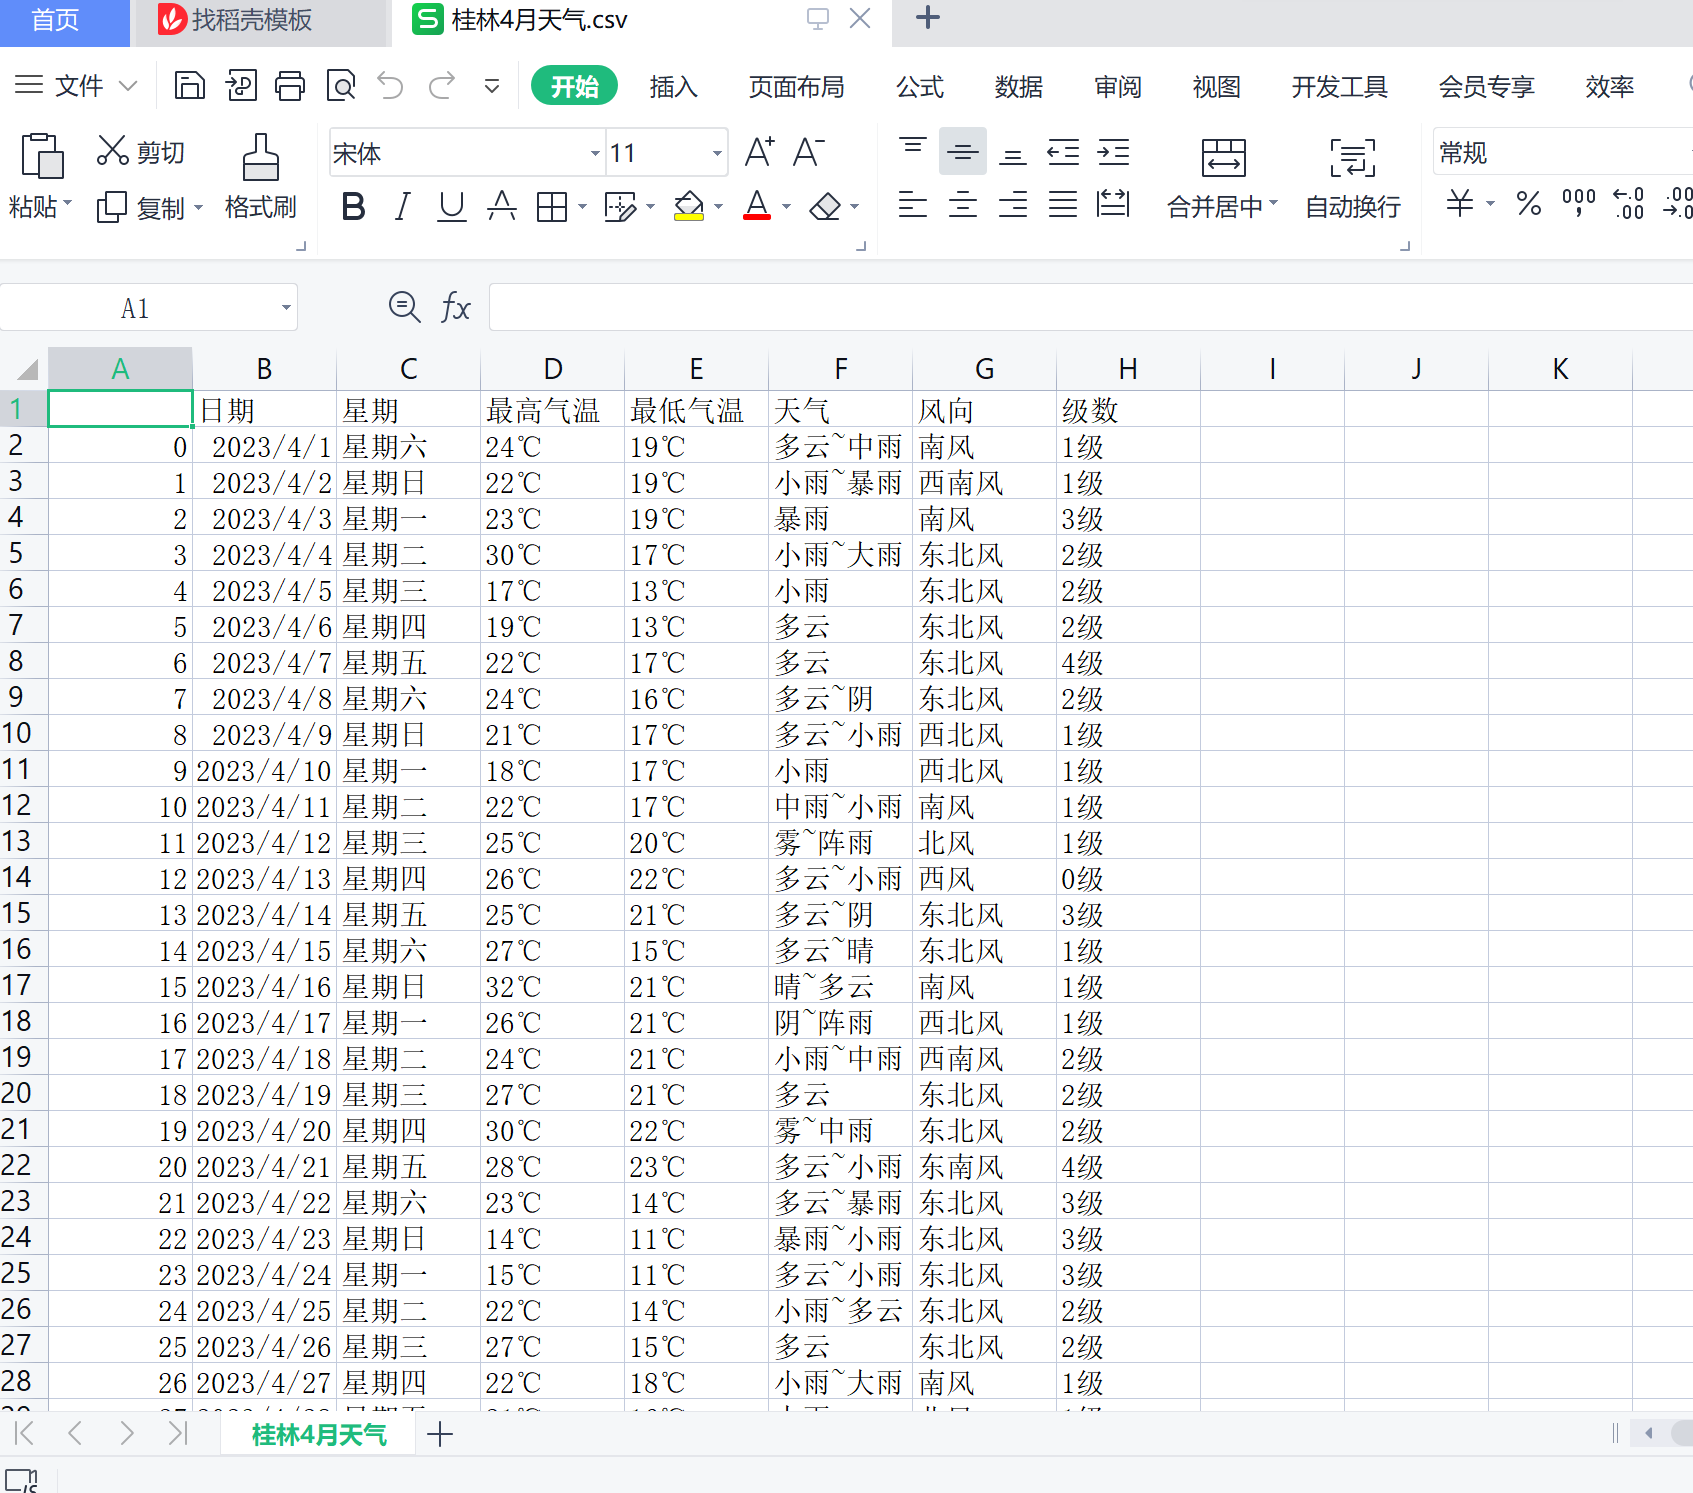 首页 找稻壳模板 S 桂林4月天气.csv
文件 开始 插入 页面布局 公式 数据 审阅 视图 开发工具 会员专享 效率
剪切 宋体 11 A+ A- 常规
粘贴 复制 格式刷 B I U A A 合并居中 自动换行 ¥ % 000 .00 .00
A1 fx
A B C D E F G H I J K
1 日期 星期 最高气温 最低气温 天气 风向 级数
2 0 2023/4/1 星期六 24℃ 19℃ 多云~中雨 南风 1级
3 1 2023/4/2 星期日 22℃ 19℃ 小雨~暴雨 西南风 1级
4 2 2023/4/3 星期一 23℃ 19℃ 暴雨 南风 3级
5 3 2023/4/4 星期二 30℃ 17℃ 小雨~大雨 东北风 2级
6 4 2023/4/5 星期三 17℃ 13℃ 小雨 东北风 2级
7 5 2023/4/6 星期四 19℃ 13℃ 多云 东北风 2级
8 6 2023/4/7 星期五 22℃ 17℃ 多云 东北风 4级
9 7 2023/4/8 星期六 24℃ 16℃ 多云~阴 东北风 2级
10 8 2023/4/9 星期日 21℃ 17℃ 多云~小雨 西北风 1级
11 9 2023/4/10 星期一 18℃ 17℃ 小雨 西北风 1级
12 10 2023/4/11 星期二 22℃ 17℃ 中雨~小雨 南风 1级
13 11 2023/4/12 星期三 25℃ 20℃ 雾~阵雨 北风 1级
14 12 2023/4/13 星期四 26℃ 22℃ 多云~小雨 西风 0级
15 13 2023/4/14 星期五 25℃ 21℃ 多云~阴 东北风 3级
16 14 2023/4/15 星期六 27℃ 15℃ 多云~晴 东北风 1级
17 15 2023/4/16 星期日 32℃ 21℃ 晴~多云 南风 1级
18 16 2023/4/17 星期一 26℃ 21℃ 阴~阵雨 西北风 1级
19 17 2023/4/18 星期二 24℃ 21℃ 小雨~中雨 西南风 2级
20 18 2023/4/19 星期三 27℃ 21℃ 多云 东北风 2级
21 19 2023/4/20 星期四 30℃ 22℃ 雾~中雨 东北风 2级
22 20 2023/4/21 星期五 28℃ 23℃ 多云~小雨 东南风 4级
23 21 2023/4/22 星期六 23℃ 14℃ 多云~暴雨 东北风 3级
24 22 2023/4/23 星期日 14℃ 11℃ 暴雨~小雨 东北风 3级
25 23 2023/4/24 星期一 15℃ 11℃ 多云~小雨 东北风 3级
26 24 2023/4/25 星期二 22℃ 14℃ 小雨~多云 东北风 2级
27 25 2023/4/26 星期三 27℃ 15℃ 多云 东北风 2级
28 26 2023/4/27 星期四 22℃ 18℃ 小雨~大雨 南风 1级
桂林4月天气